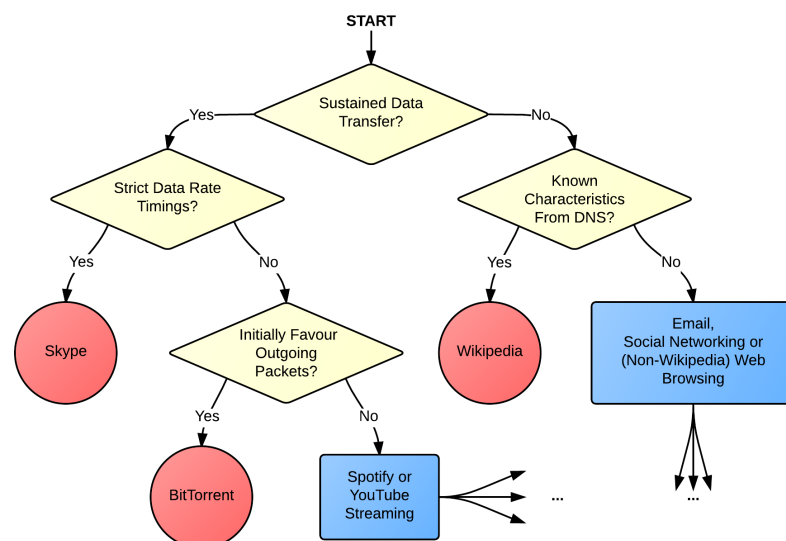 START
Sustained Data
Transfer?
Yes
No
Strict Data Rate
Timings?
Known
Characteristics
From DNS?
Yes
No
Yes
No
Skype
Initially Favour
Outgoing
Packets?
Wikipedia
Email,
Social Networking or
(Non-Wikipedia) Web
Browsing
Yes
No
BitTorrent
Spotify or
YouTube
Streaming
...
...